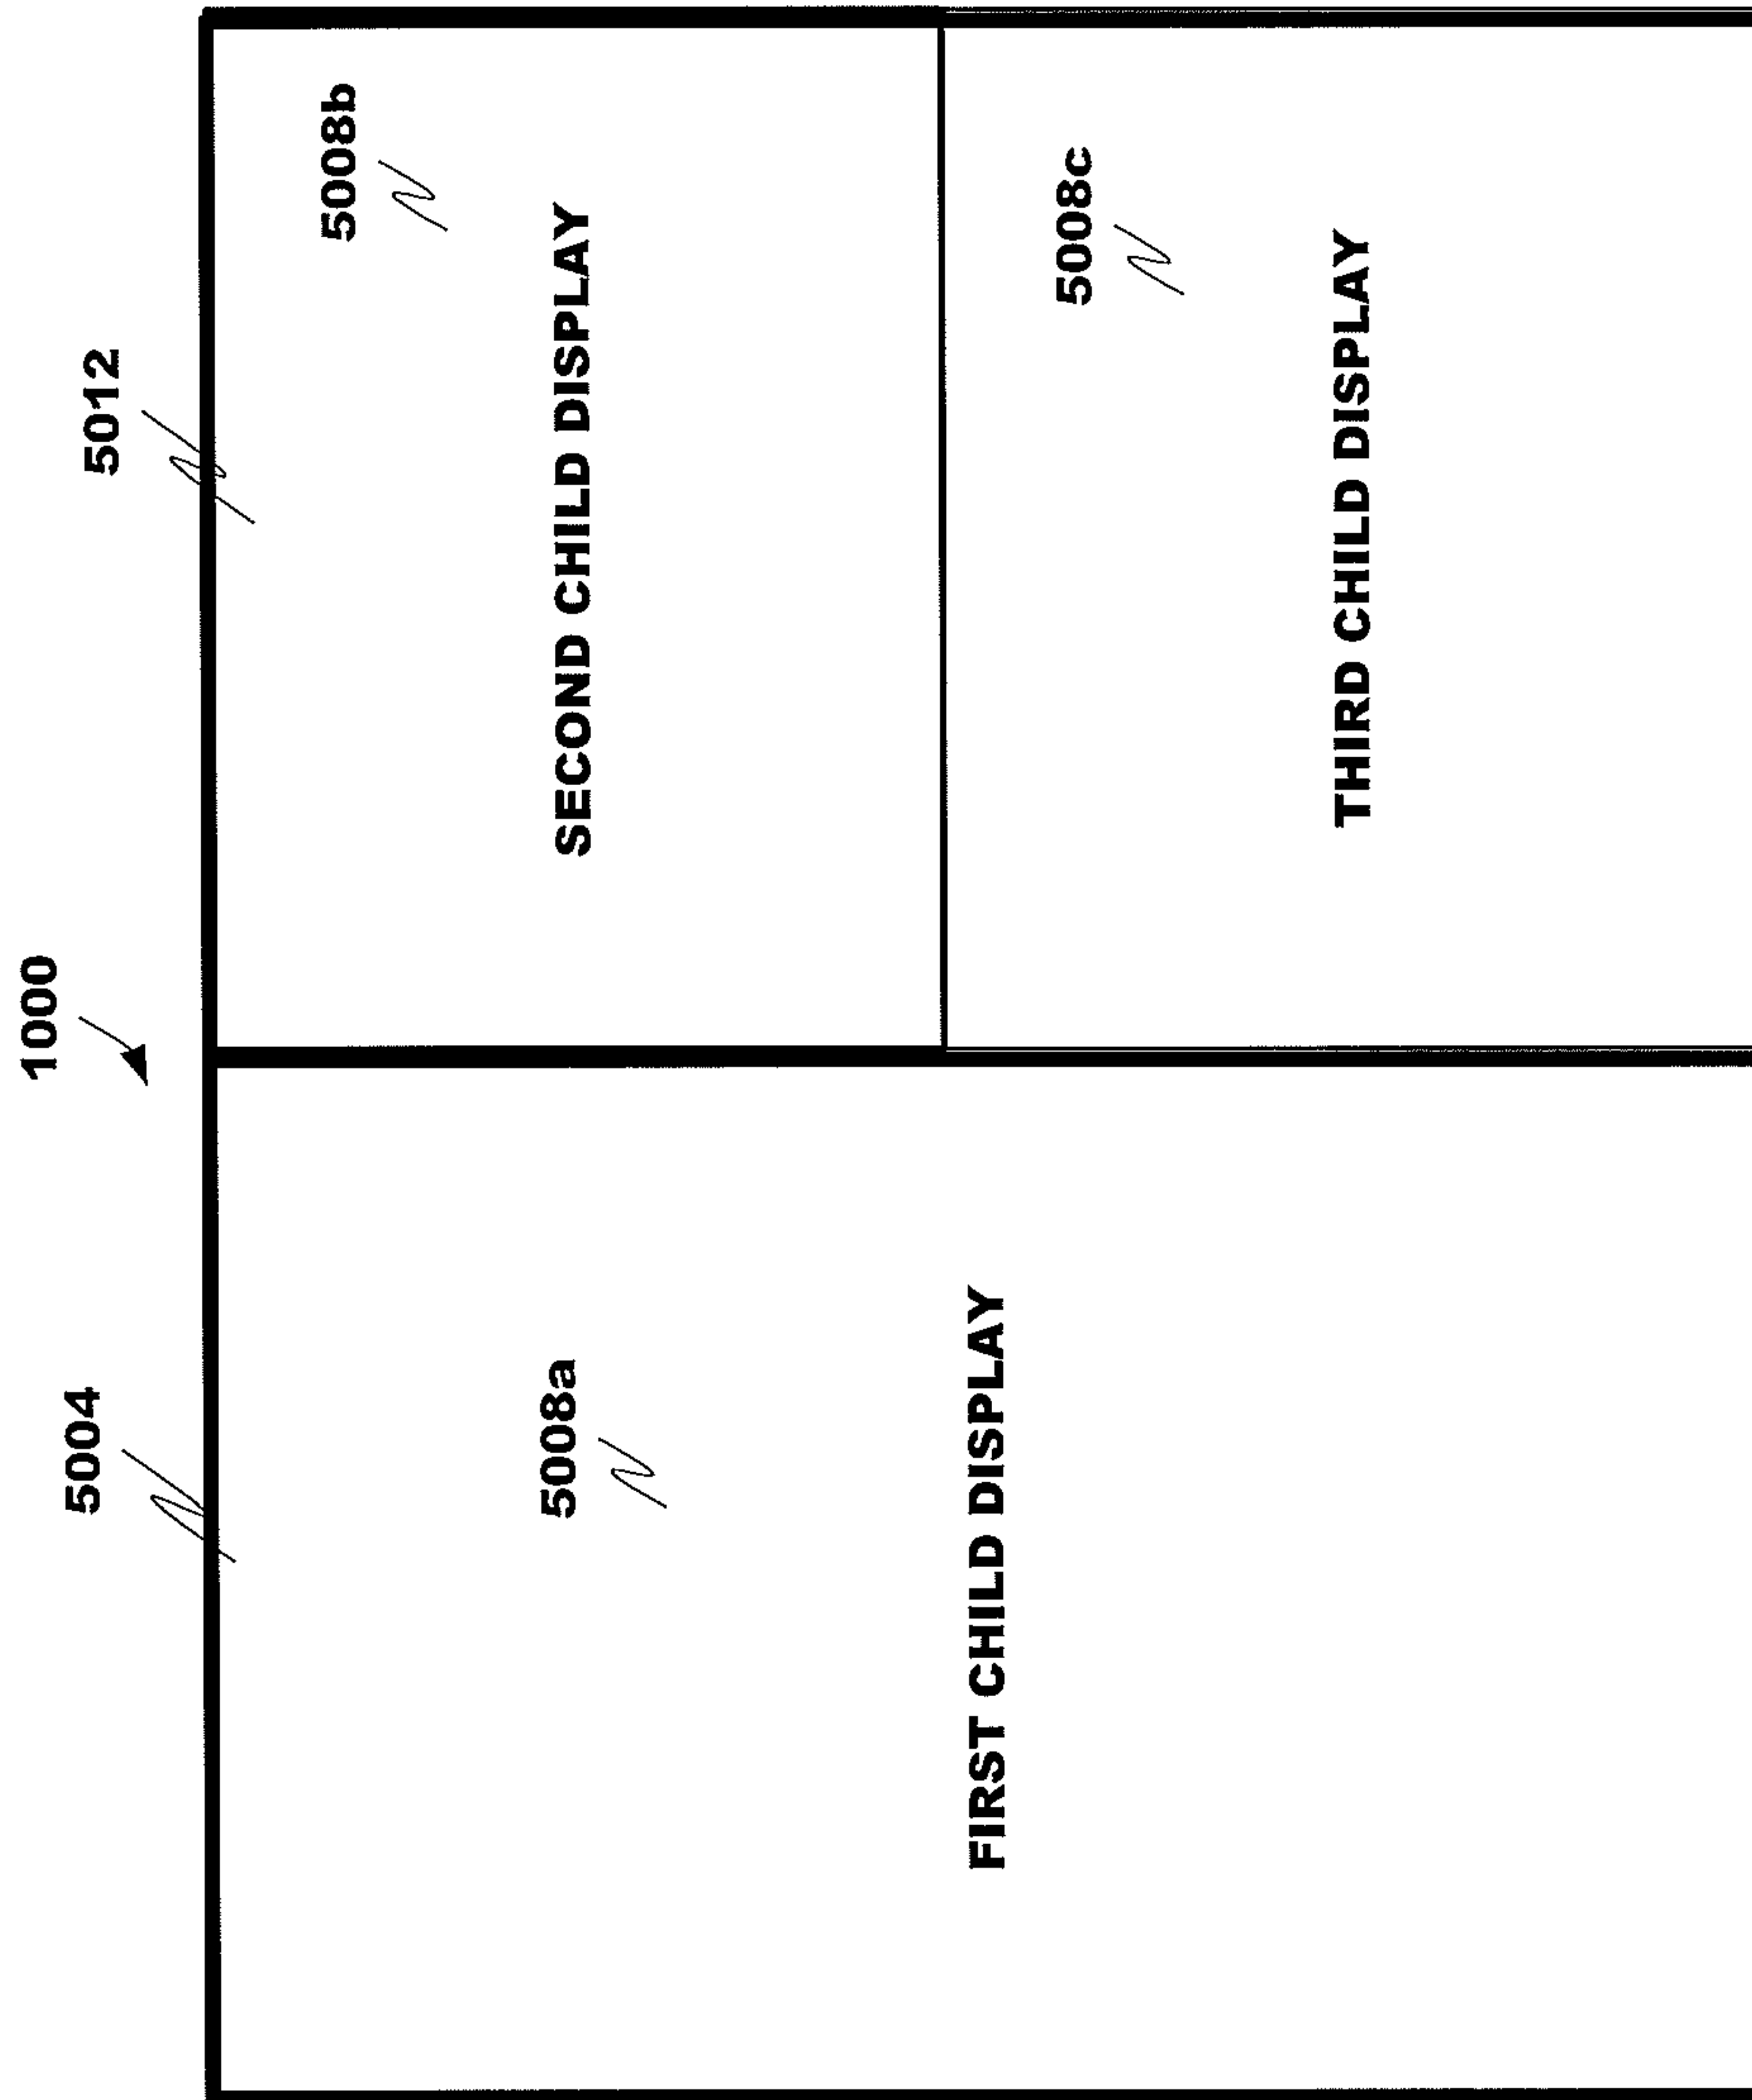 1000
5004
5012
5008a
FIRST CHILD DISPLAY
5008b
SECOND CHILD DISPLAY
5008c
THIRD CHILD DISPLAY